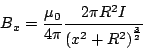 B_x = \frac{\mu_0}{4\pi} \frac{2\pi R^2 I}{(x^2 + R^2)^{\frac{3}{2}}}